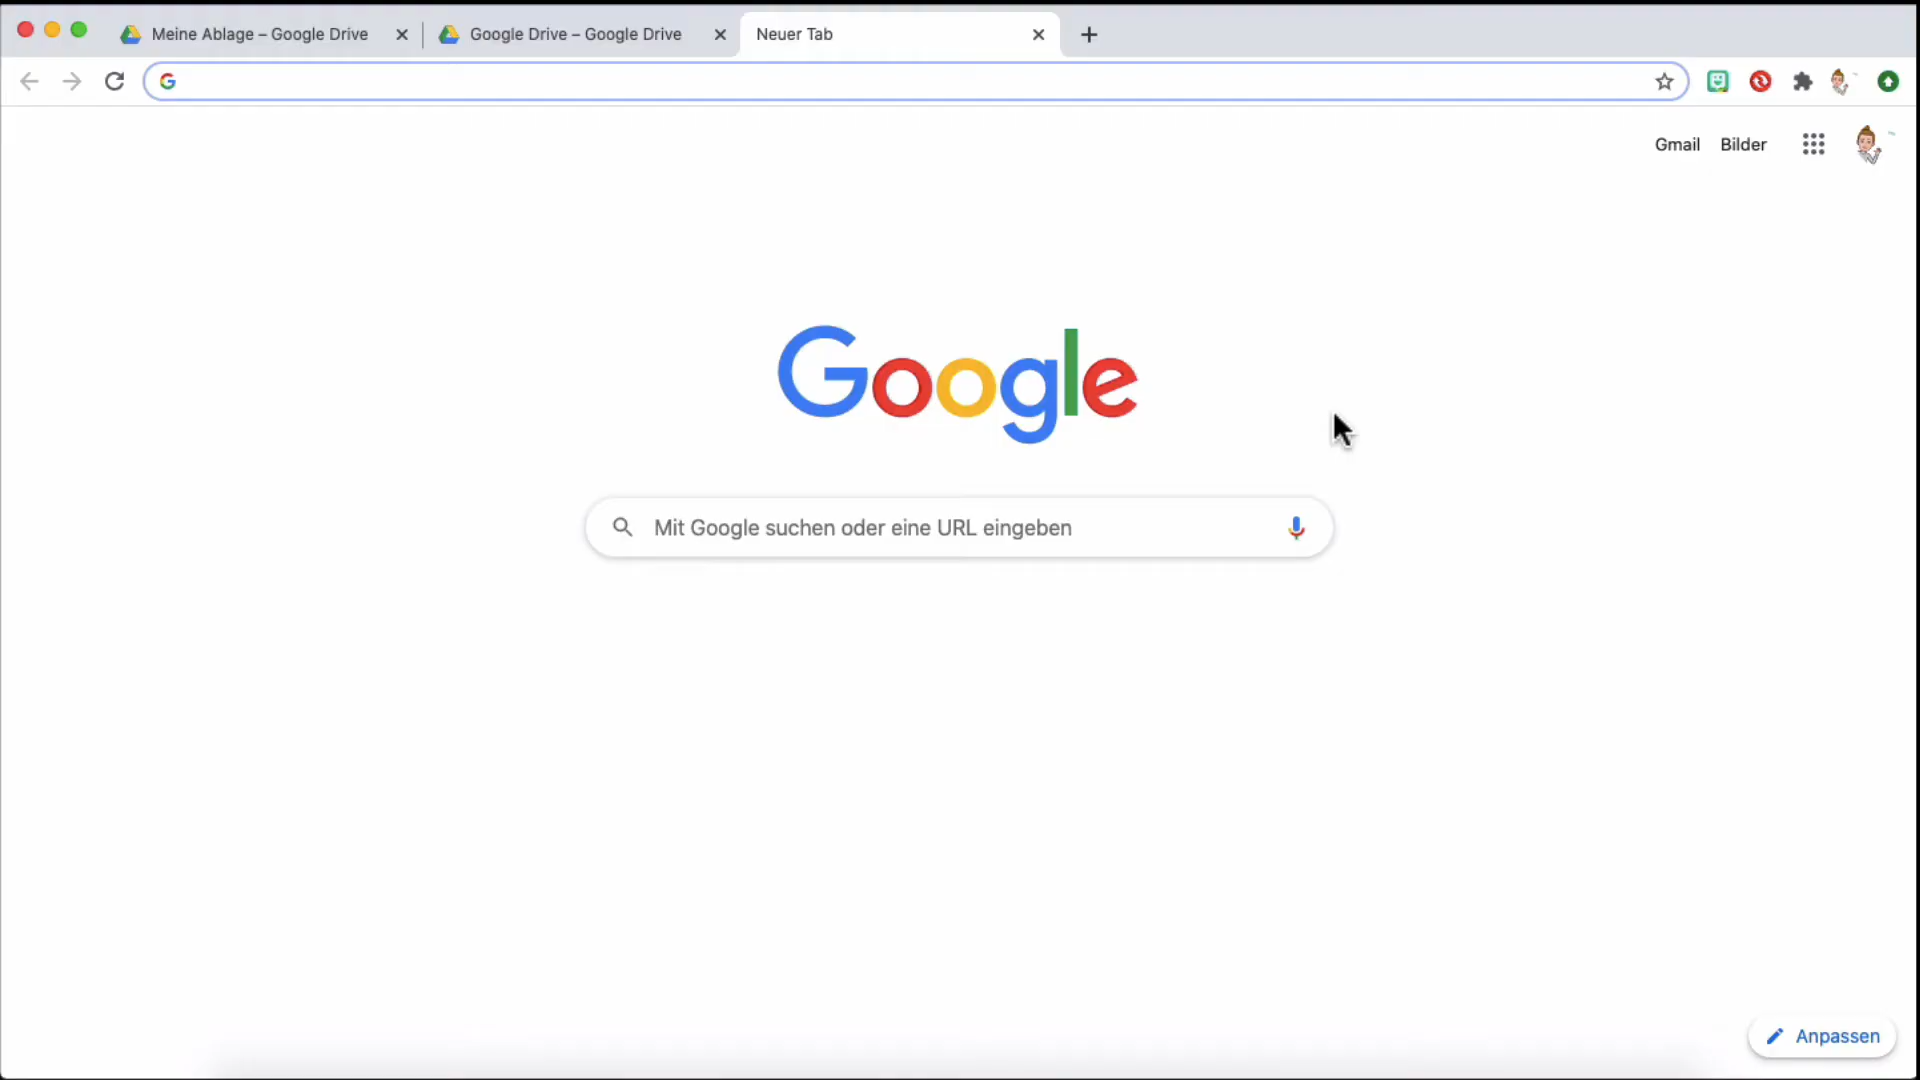 Meine Ablage – Google Drive
Google Drive – Google Drive
Neuer Tab
Gmail Bilder
Google
Mit Google suchen oder eine URL eingeben
Anpassen